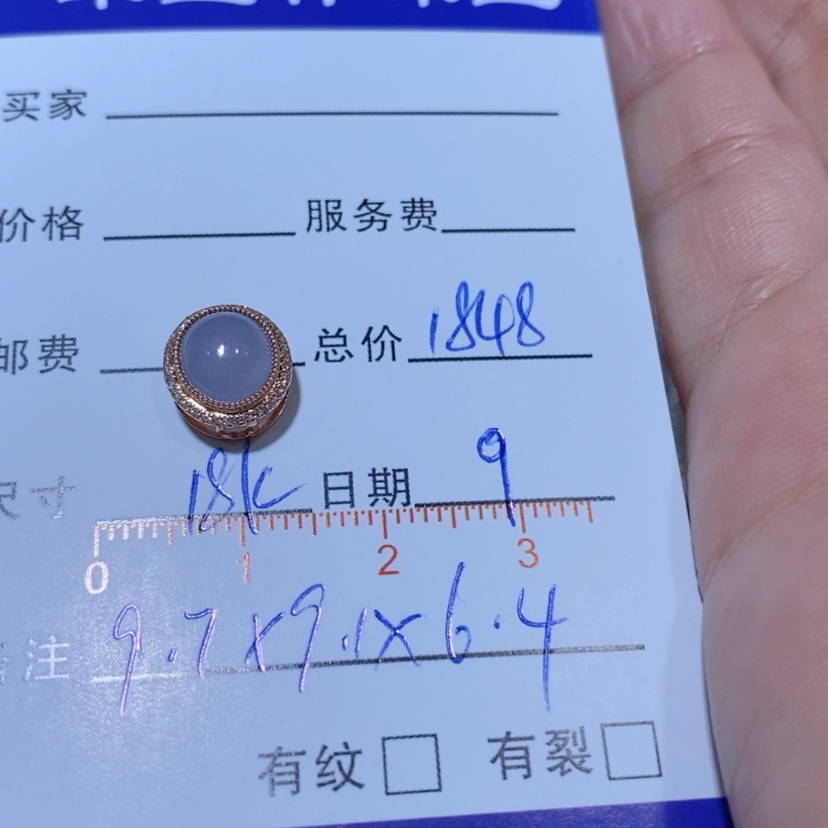 买家
价格 服务费
邮费 总价 1848
尺寸 18K 日期 9
0 1 2 3
备注 9.7x9.1x6.4
有纹 有裂